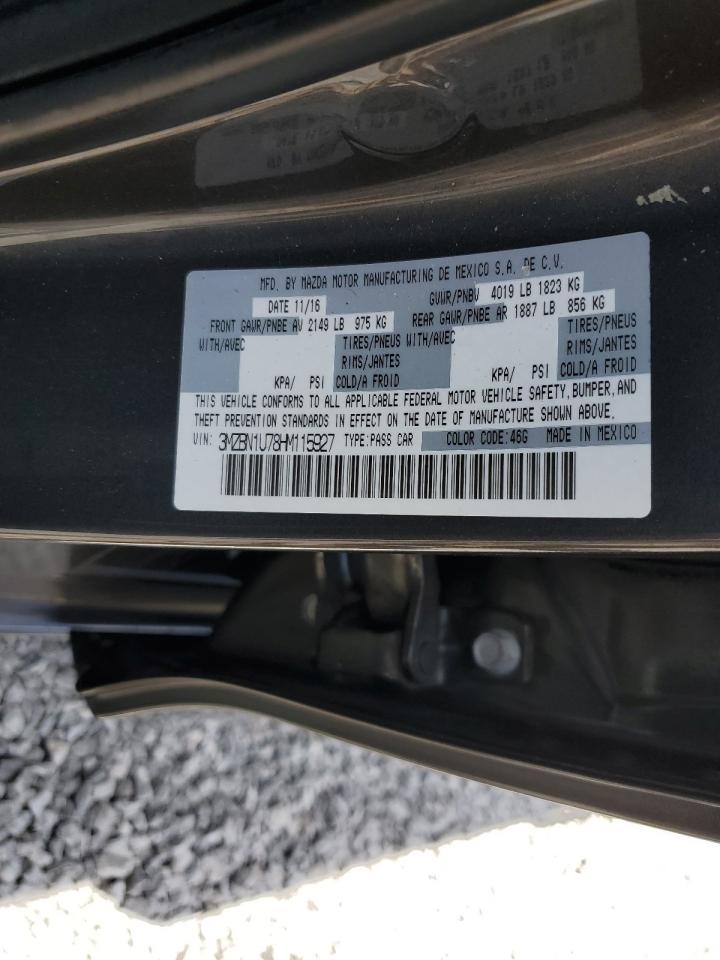 MFD. BY MAZDA MOTOR MANUFACTURING DE MEXICO S.A. DE C.V.
DATE 11/16 GVWR/PNBV 4019 LB 1823 KG
FRONT GAWR/PNBE AV 2149 LB 975 KG REAR GAWR/PNBE AR 1887 LB 856 KG
WITH/AVEC TIRES/PNEUS WITH/AVEC TIRES/PNEUS
RIMS/JANTES RIMS/JANTES
KPA/ PSI COLD/A FROID KPA/ PSI COLD/A FROID
THIS VEHICLE CONFORMS TO ALL APPLICABLE FEDERAL MOTOR VEHICLE SAFETY, BUMPER, AND
THEFT PREVENTION STANDARDS IN EFFECT ON THE DATE OF MANUFACTURE SHOWN ABOVE.
VIN: 3MZBN1U78HM115927 TYPE:PASS CAR COLOR CODE:46G MADE IN MEXICO